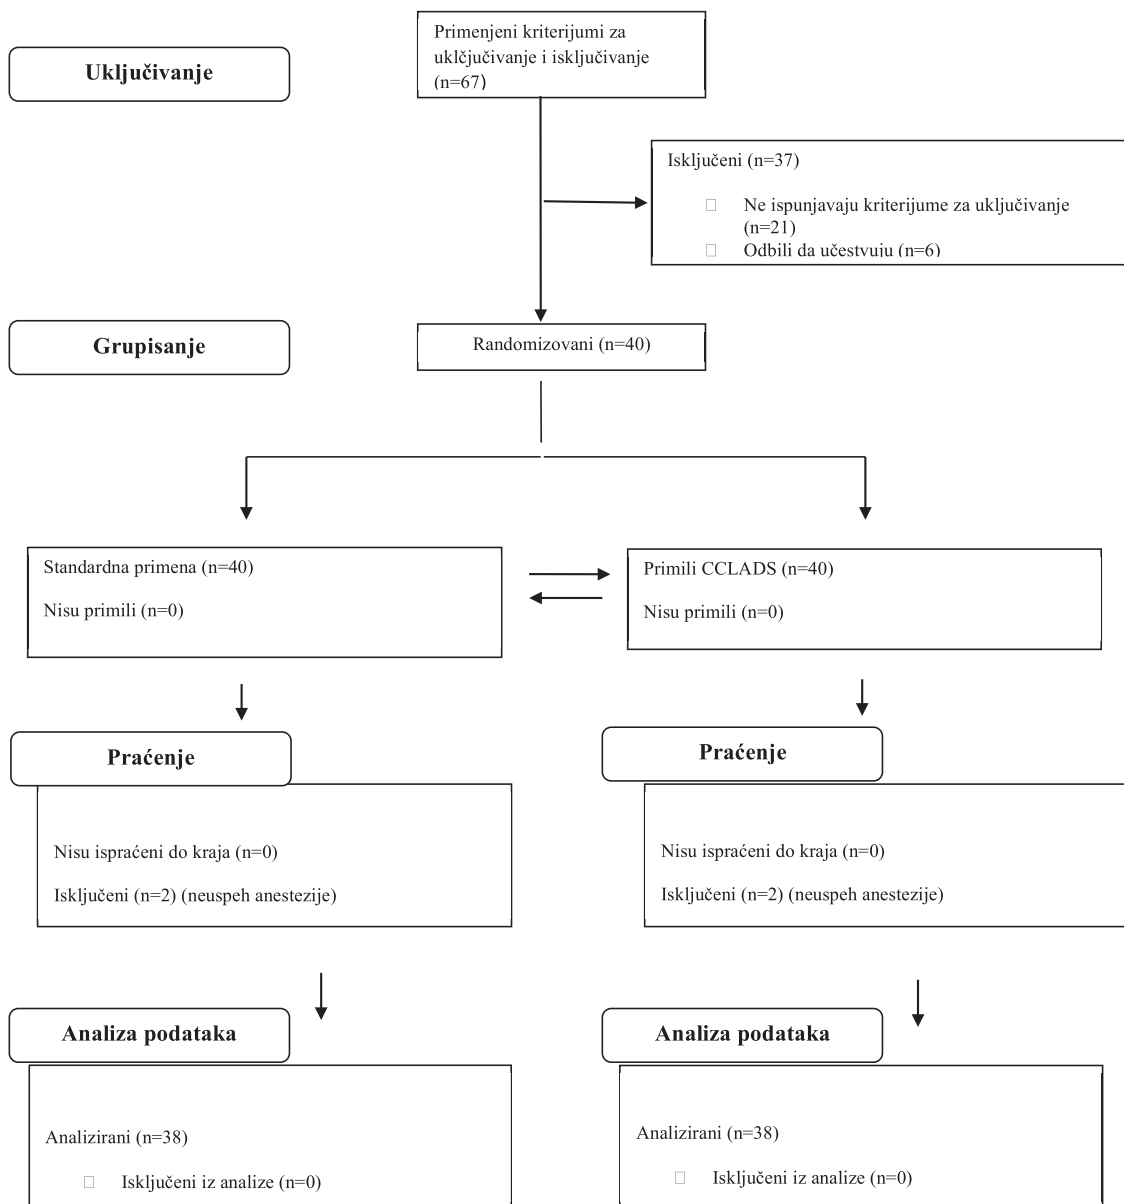 Uključivanje
Primenjeni kriterijumi za
uklčjučivanje i isključivanje
(n=67)
Isključeni (n=37)
Ne ispunjavaju kriterijume za uključivanje
(n=21)
Odbili da učestvuju (n=6)
Grupisanje
Randomizovani (n=40)
Standardna primena (n=40)
Nisu primili (n=0)
Primili CCLADS (n=40)
Nisu primili (n=0)
Praćenje
Nisu ispraćeni do kraja (n=0)
Isključeni (n=2) (neuspeh anestezije)
Praćenje
Nisu ispraćeni do kraja (n=0)
Isključeni (n=2) (neuspeh anestezije)
Analiza podataka
Analizirani (n=38)
Isključeni iz analize (n=0)
Analiza podataka
Analizirani (n=38)
Isključeni iz analize (n=0)